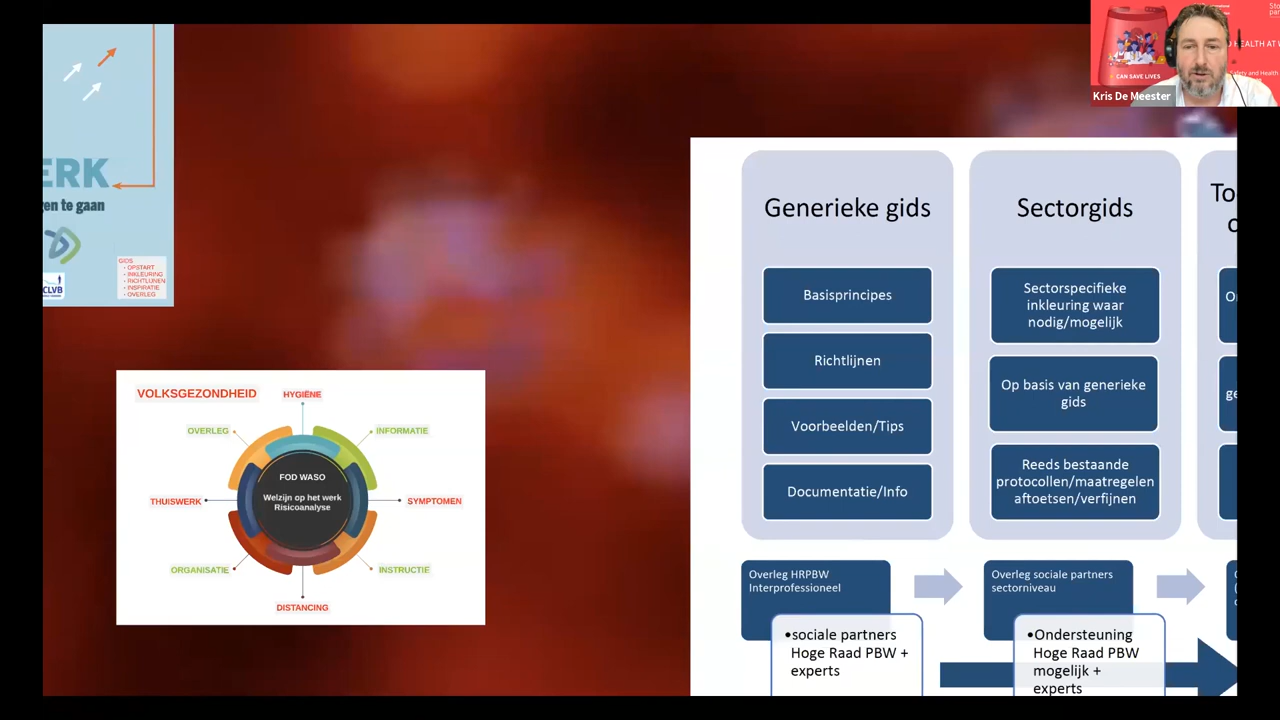 ERK
en te gaan
CLVB
GIDS
- OPSTART
- INKLEURING
- RICHTLIJNEN
- INSPIRATIE
- OVERLEG
CAN SAVE LIVES
HEALTH AT
Kris De Meester
VOLKSGEZONDHEID
HYGIËNE
OVERLEG
INFORMATIE
FOD WASO
Welzijn op het werk
Risicoanalyse
THUISWERK
SYMPTOMEN
ORGANISATIE
INSTRUCTIE
DISTANCING
Generieke gids
Basisprincipes
Richtlijnen
Voorbeelden/Tips
Documentatie/Info
Sectorgids
Sectorspecifieke
inkleuring waar
nodig/mogelijk
Op basis van generieke
gids
Reeds bestaande
protocollen/maatregelen
aftoetsen/verfijnen
Overleg HRPBW
Interprofessioneel
•sociale partners
Hoge Raad PBW +
experts
Overleg sociale partners
sectorniveau
•Ondersteuning
Hoge Raad PBW
mogelijk +
experts